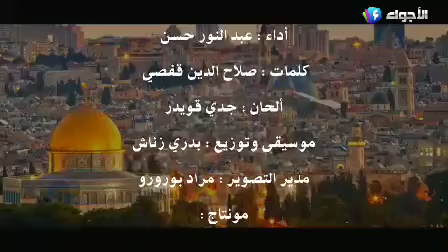 الأجواء
أداء : عبد النور حسن
كلمات : صلاح الدين قفصي
ألحان : جدي قويدر
موسيقى وتوزيع : بدري زناش
مدير التصوير : مراد بورورو
مونتاج :